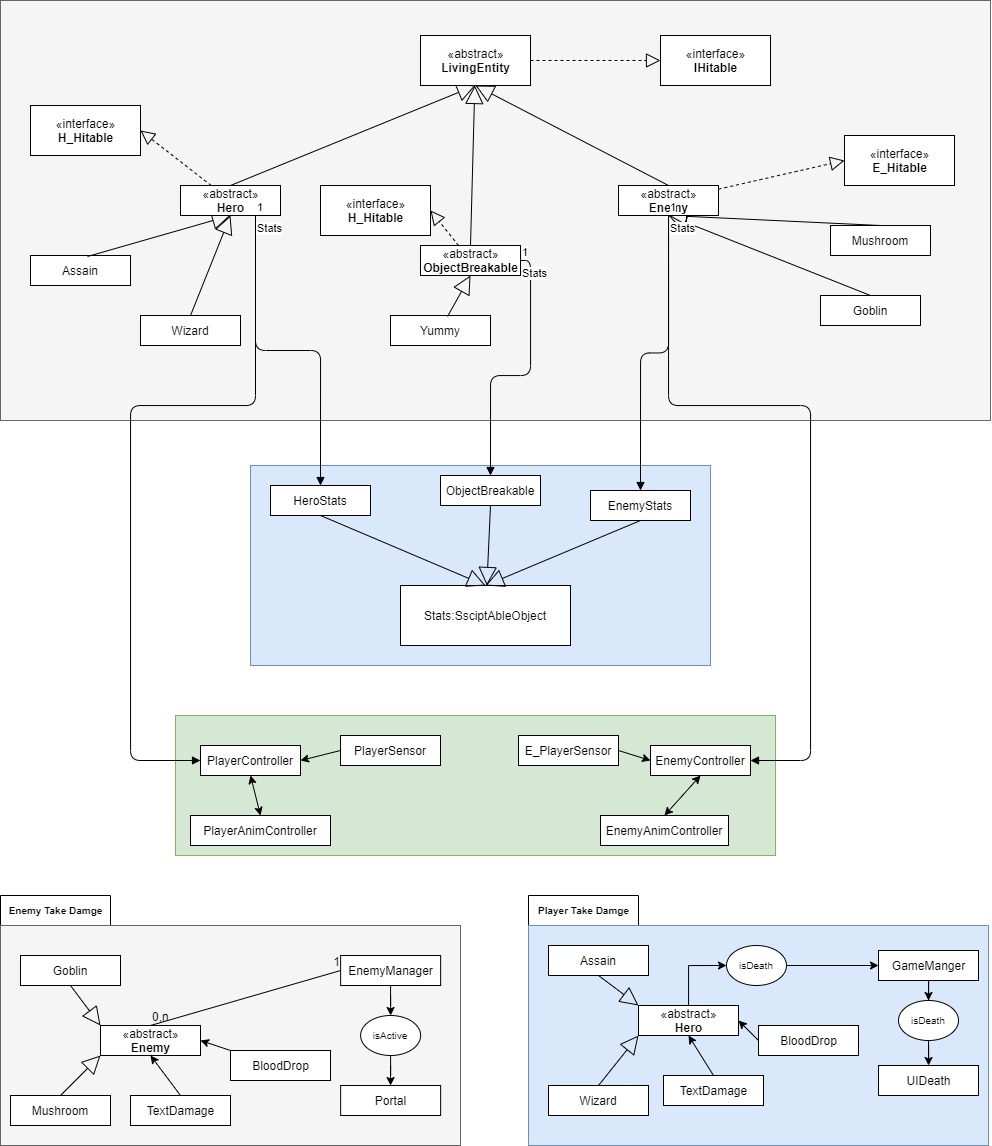 «abstract»
LivingEntity
«interface»
IHitable
«interface»
H_Hitable
«interface»
E_Hitable
«abstract»
Hero
1
Stats
«interface»
H_Hitable
«abstract»
Enemy
1
Stats
Mushroom
«abstract»
ObjectBreakable
1
Stats
Assain
Goblin
Wizard
Yummy
HeroStats
ObjectBreakable
EnemyStats
Stats:SsciptAbleObject
PlayerController
PlayerSensor
E_PlayerSensor
EnemyController
PlayerAnimController
EnemyAnimController
Enemy Take Damge
Goblin
1
EnemyManager
0,n
«abstract»
Enemy
isActive
BloodDrop
Mushroom
TextDamage
Portal
Player Take Damge
Assain
isDeath
GameManger
«abstract»
Hero
isDeath
BloodDrop
Wizard
TextDamage
UIDeath